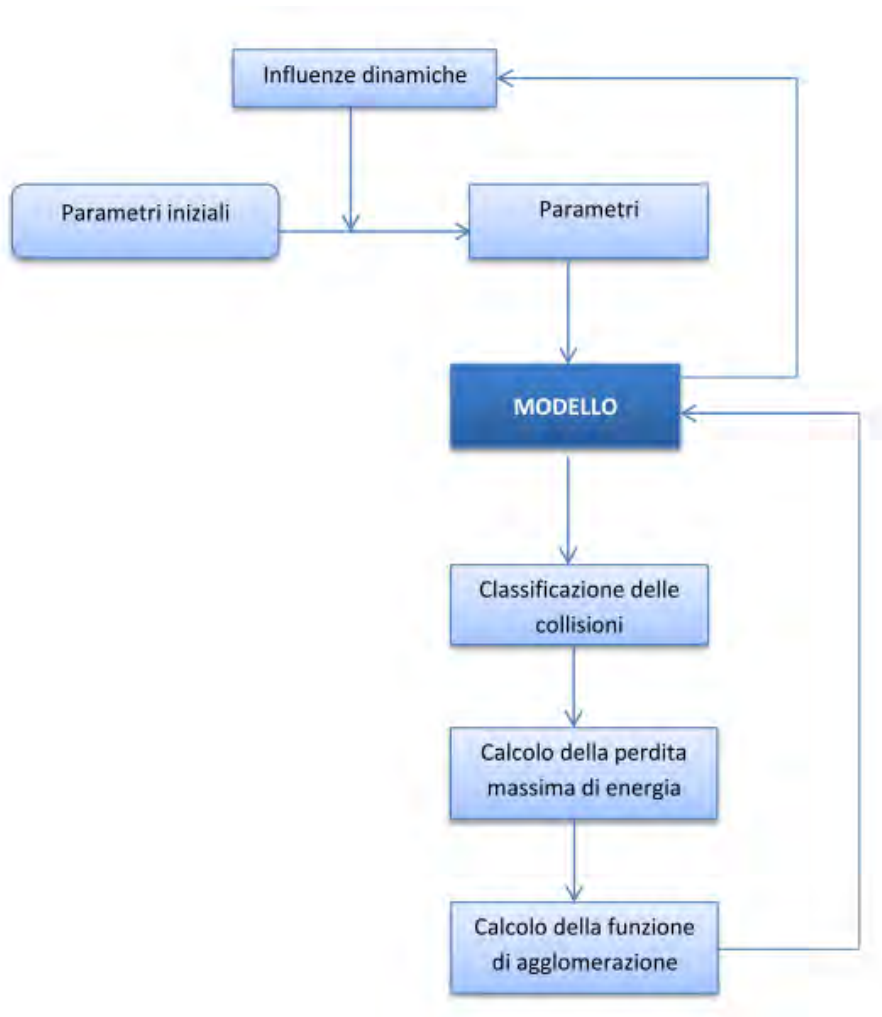 Influenze dinamiche
Parametri iniziali
Parametri
MODELLO
Classificazione delle
collisioni
Calcolo della perdita
massima di energia
Calcolo della funzione
di agglomerazione